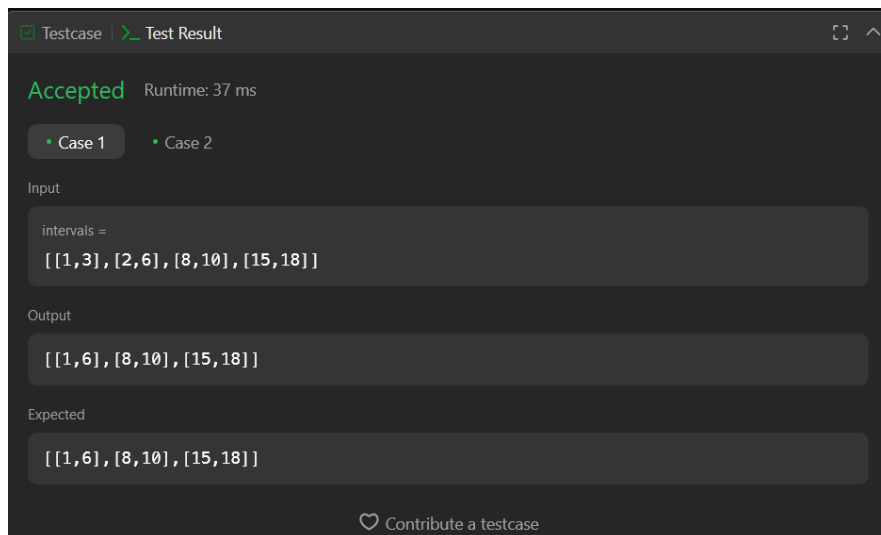 Testcase | >_ Test Result
Accepted Runtime: 37 ms
• Case 1 • Case 2
Input
intervals =
[[1,3],[2,6],[8,10],[15,18]]
Output
[[1,6],[8,10],[15,18]]
Expected
[[1,6],[8,10],[15,18]]
Contribute a testcase